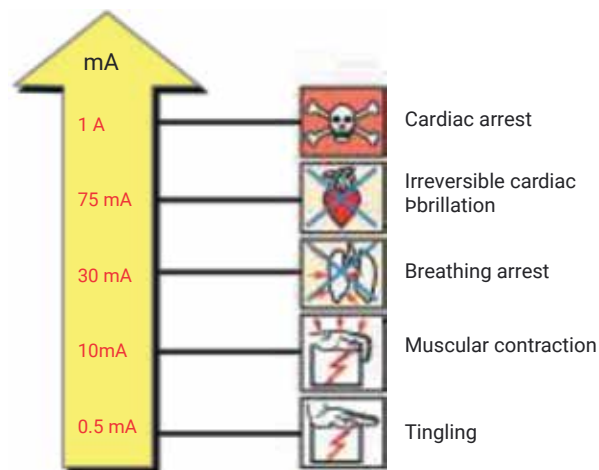 mA
1 A
Cardiac arrest
75 mA
Irreversible cardiac
Þbrillation
30 mA
Breathing arrest
10mA
Muscular contraction
0.5 mA
Tingling